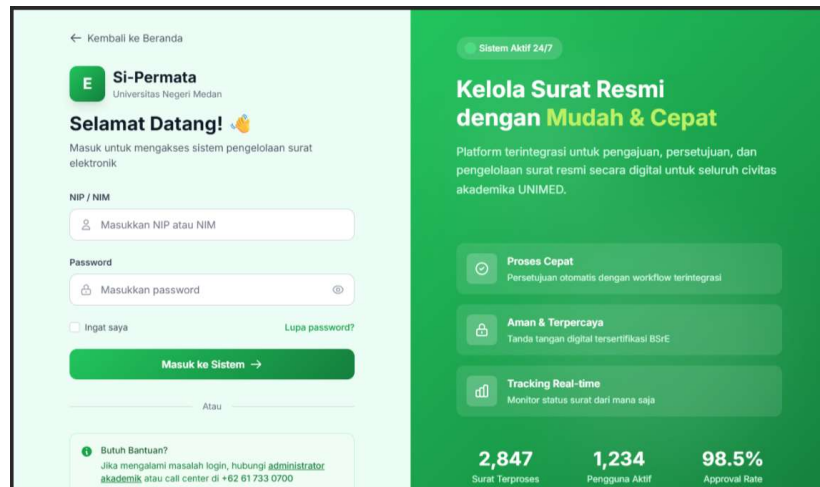 ← Kembali ke Beranda
E
Si-Permata
Universitas Negeri Medan
Selamat Datang! 👋
Masuk untuk mengakses sistem pengelolaan surat
elektronik
NIP / NIM
Masukkan NIP atau NIM
Password
Masukkan password
Ingat saya
Lupa password?
Masuk ke Sistem →
Atau
Butuh Bantuan?
Jika mengalami masalah login, hubungi administrator
akademik atau call center di +62 61 733 0700
Sistem Aktif 24/7
Kelola Surat Resmi
dengan Mudah & Cepat
Platform terintegrasi untuk pengajuan, persetujuan, dan
pengelolaan surat resmi secara digital untuk seluruh civitas
akademika UNIMED.
Proses Cepat
Persetujuan otomatis dengan workflow terintegrasi
Aman & Terpercaya
Tanda tangan digital tersertifikasi BSrE
Tracking Real-time
Monitor status surat dari mana saja
2,847
Surat Terproses
1,234
Pengguna Aktif
98.5%
Approval Rate